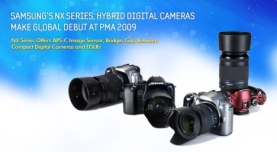 SAMSUNG'S NX SERIES, HYBRID DIGITAL CAMERAS
MAKE GLOBAL DEBUT AT PMA 2009
NX Series Offers APS-C Image Sensor, Bridges Gap Between
Compact Digital Cameras and DSLRs